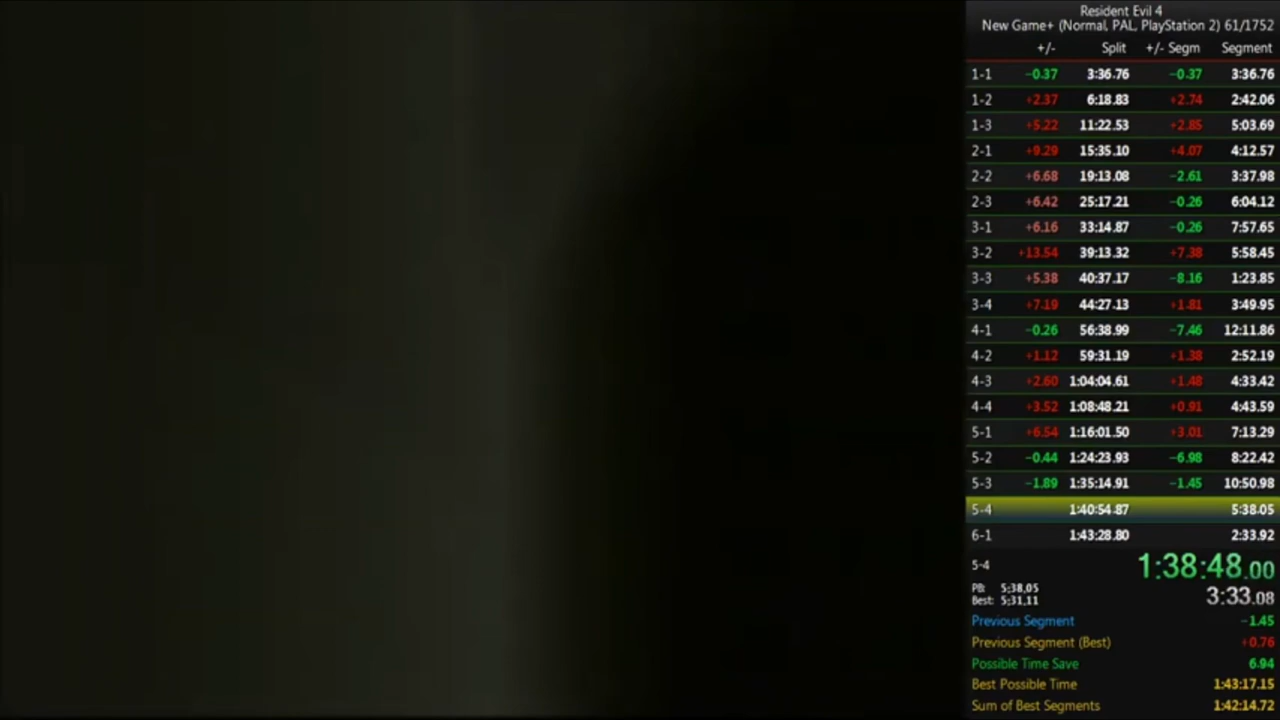 Resident Evil 4
New Game+ (Normal, PAL, PlayStation 2) 61/1752
+/- Split +/- Segm Segment
1-1 −0.37 3:36.76 −0.37 3:36.76
1-2 +2.37 6:18.83 +2.74 2:42.06
1-3 +5.22 11:22.53 +2.85 5:03.69
2-1 +9.29 15:35.10 +4.07 4:12.57
2-2 +6.68 19:13.08 −2.61 3:37.98
2-3 +6.42 25:17.21 −0.26 6:04.12
3-1 +6.16 33:14.87 −0.26 7:57.65
3-2 +13.54 39:13.32 +7.38 5:58.45
3-3 +5.38 40:37.17 −8.16 1:23.85
3-4 +7.19 44:27.13 +1.81 3:49.95
4-1 −0.26 56:38.99 −7.46 12:11.86
4-2 +1.12 59:31.19 +1.38 2:52.19
4-3 +2.60 1:04:04.61 +1.48 4:33.42
4-4 +3.52 1:08:48.21 +0.91 4:43.59
5-1 +6.54 1:16:01.50 +3.01 7:13.29
5-2 −0.44 1:24:23.93 −6.98 8:22.42
5-3 −1.89 1:35:14.91 −1.45 10:50.98
5-4 1:40:54.87 5:38.05
6-1 1:43:28.80 2:33.92
5-4 1:38:48.00
PB: 5:38.05
Best: 5:31.11 3:33.08
Previous Segment −1.45
Previous Segment (Best) +0.76
Possible Time Save 6.94
Best Possible Time 1:43:17.15
Sum of Best Segments 1:42:14.72